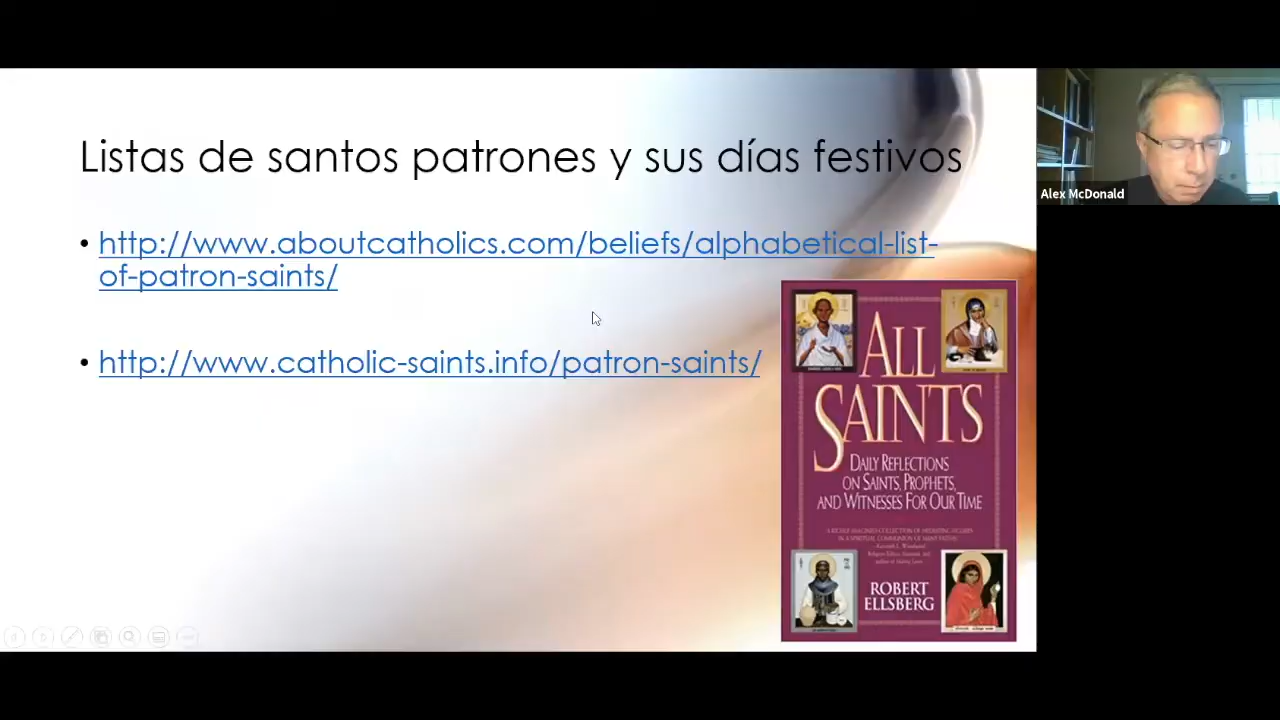 Listas de santos patrones y sus días festivos
• http://www.aboutcatholics.com/beliefs/alphabetical-list-
of-patron-saints/
• http://www.catholic-saints.info/patron-saints/
ALL
SAINTS
DAILY REFLECTIONS
ON SAINTS, PROPHETS,
AND WITNESSES FOR OUR TIME
ROBERT
ELLSBERG
Alex McDonald